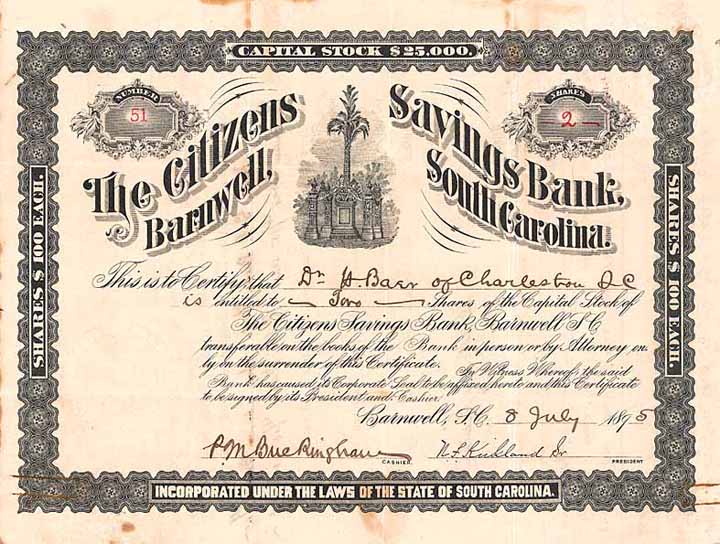 CAPITAL STOCK $25,000.
NUMBER
51
SHARES
2
The Citizens Savings Bank,
Barnwell, South Carolina.
SHARES $100 EACH.
SHARES $100 EACH.
This is to Certify that Dr H. Baer of Charleston S C
is entitled to Two Shares of the Capital Stock of
The Citizens Savings Bank, Barnwell S.C.
transferable on the books of the Bank in person or by Attorney on
ly on the surrender of this Certificate. In Witness Whereof, the said
Bank has caused its Corporate Seal to be affixed hereto and this Certificate
to be signed by its President and Cashier.
Barnwell, S.C. 8 July 1895
P. M. Buckingham CASHIER. PRESIDENT
INCORPORATED UNDER THE LAWS OF THE STATE OF SOUTH CAROLINA.